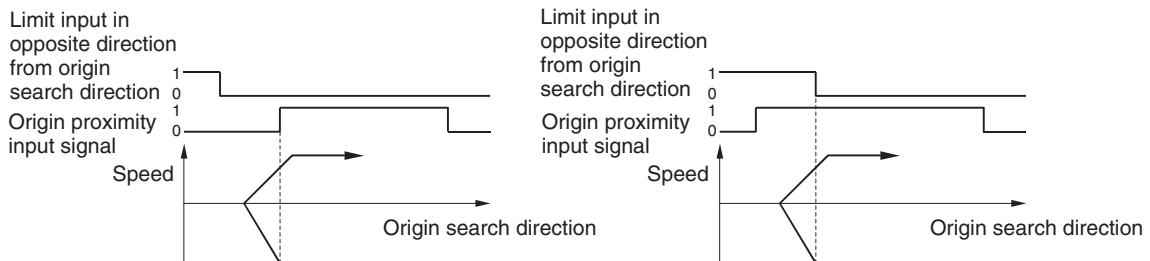 Limit input in
opposite direction
from origin
search direction
1
0
Origin proximity
input signal
1
0
Speed
Origin search direction
Limit input in
opposite direction
from origin
search direction
1
0
Origin proximity
input signal
1
0
Speed
Origin search direction